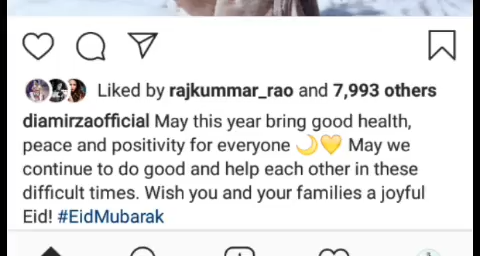 Liked by rajkummar_rao and 7,993 others
diamirzaofficial May this year bring good health,
peace and positivity for everyone 🌙💛 May we
continue to do good and help each other in these
difficult times. Wish you and your families a joyful
Eid! #EidMubarak